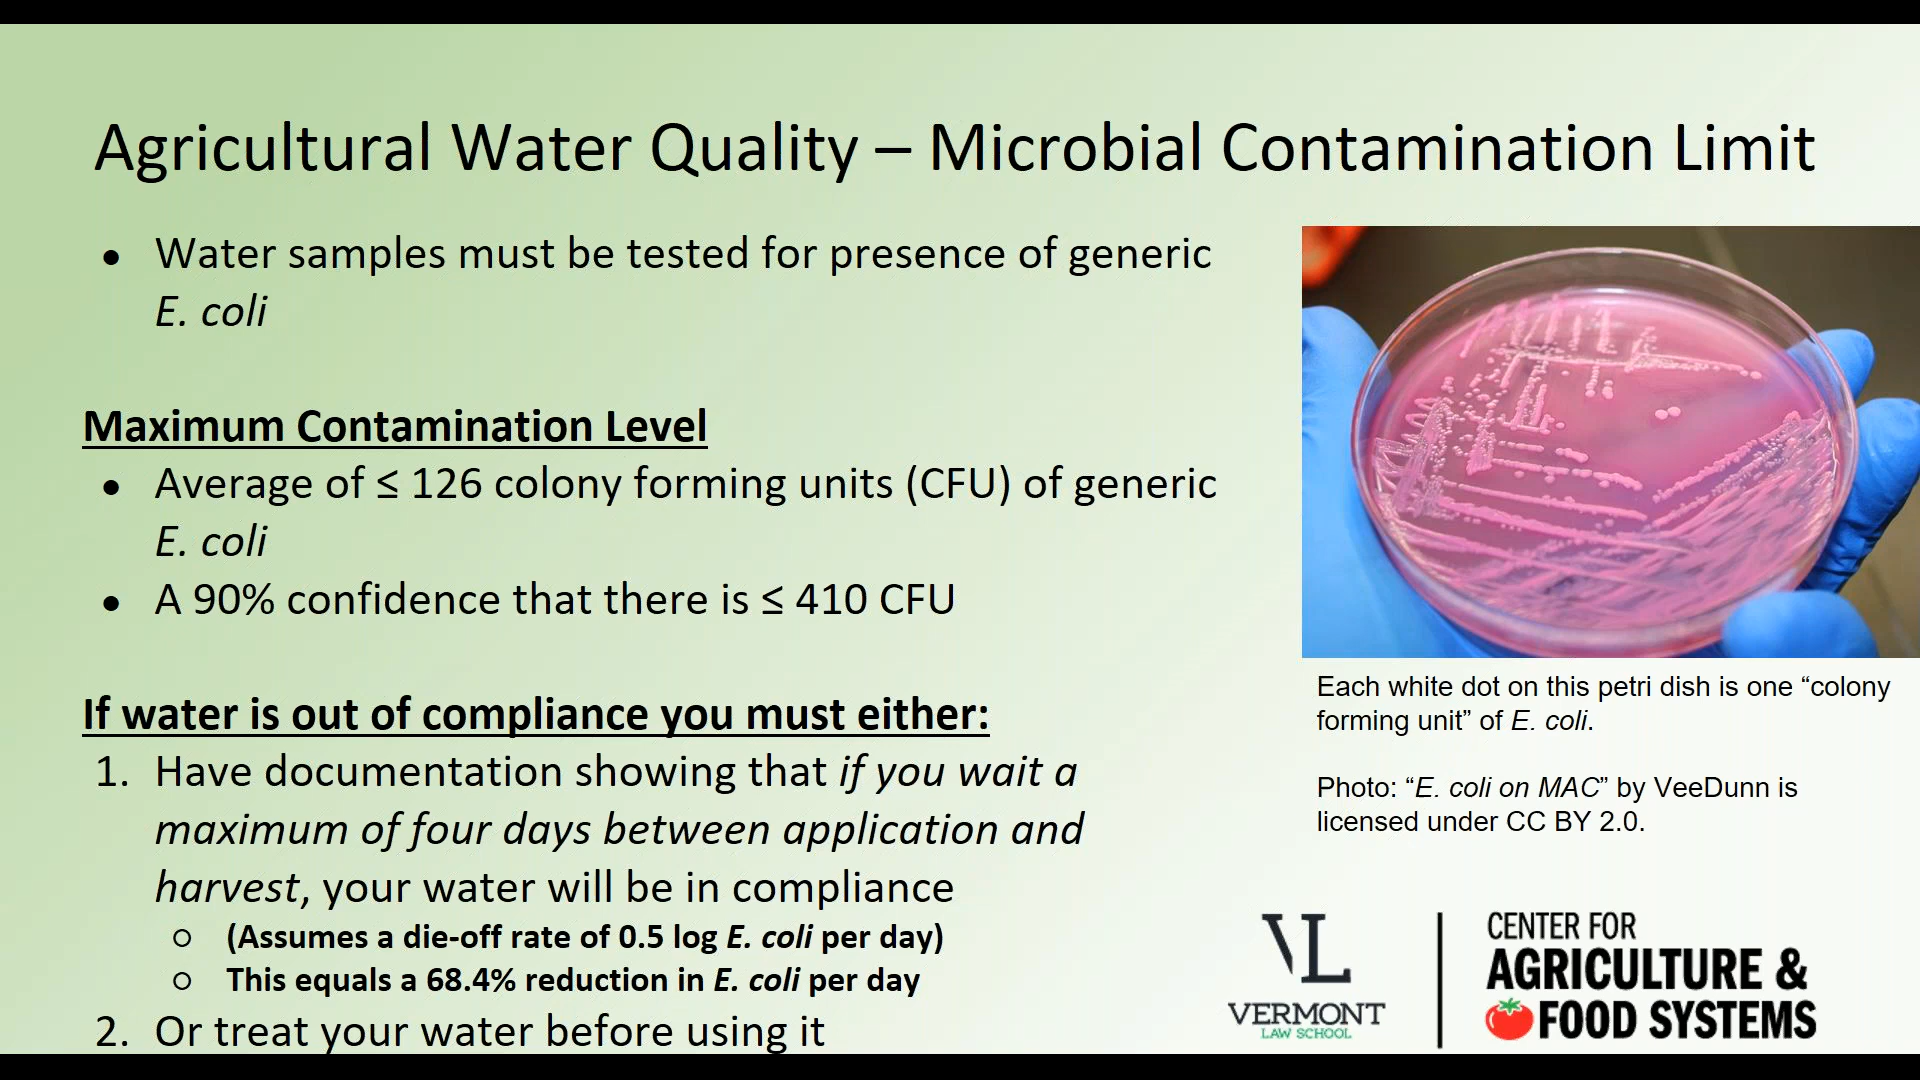 Agricultural Water Quality – Microbial Contamination Limit
● Water samples must be tested for presence of generic
E. coli
Maximum Contamination Level
● Average of ≤ 126 colony forming units (CFU) of generic
E. coli
● A 90% confidence that there is ≤ 410 CFU
If water is out of compliance you must either:
1. Have documentation showing that if you wait a
maximum of four days between application and
harvest, your water will be in compliance
○ (Assumes a die-off rate of 0.5 log E. coli per day)
○ This equals a 68.4% reduction in E. coli per day
2. Or treat your water before using it
Each white dot on this petri dish is one “colony
forming unit” of E. coli.
Photo: “E. coli on MAC” by VeeDunn is
licensed under CC BY 2.0.
VL
VERMONT
LAW SCHOOL
CENTER FOR
AGRICULTURE &
FOOD SYSTEMS